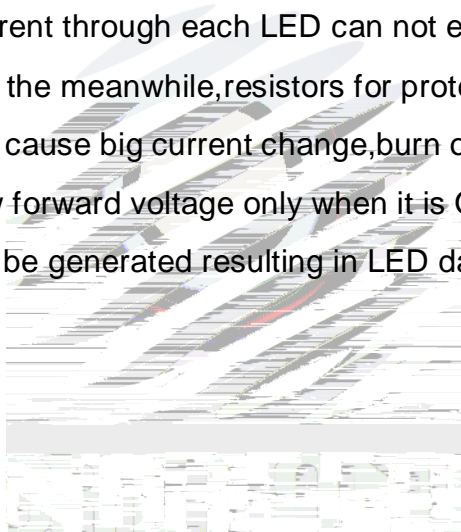 rent through each LED can not e
the meanwhile,resistors for prote
cause big current change,burn o
forward voltage only when it is
be generated resulting in LED da